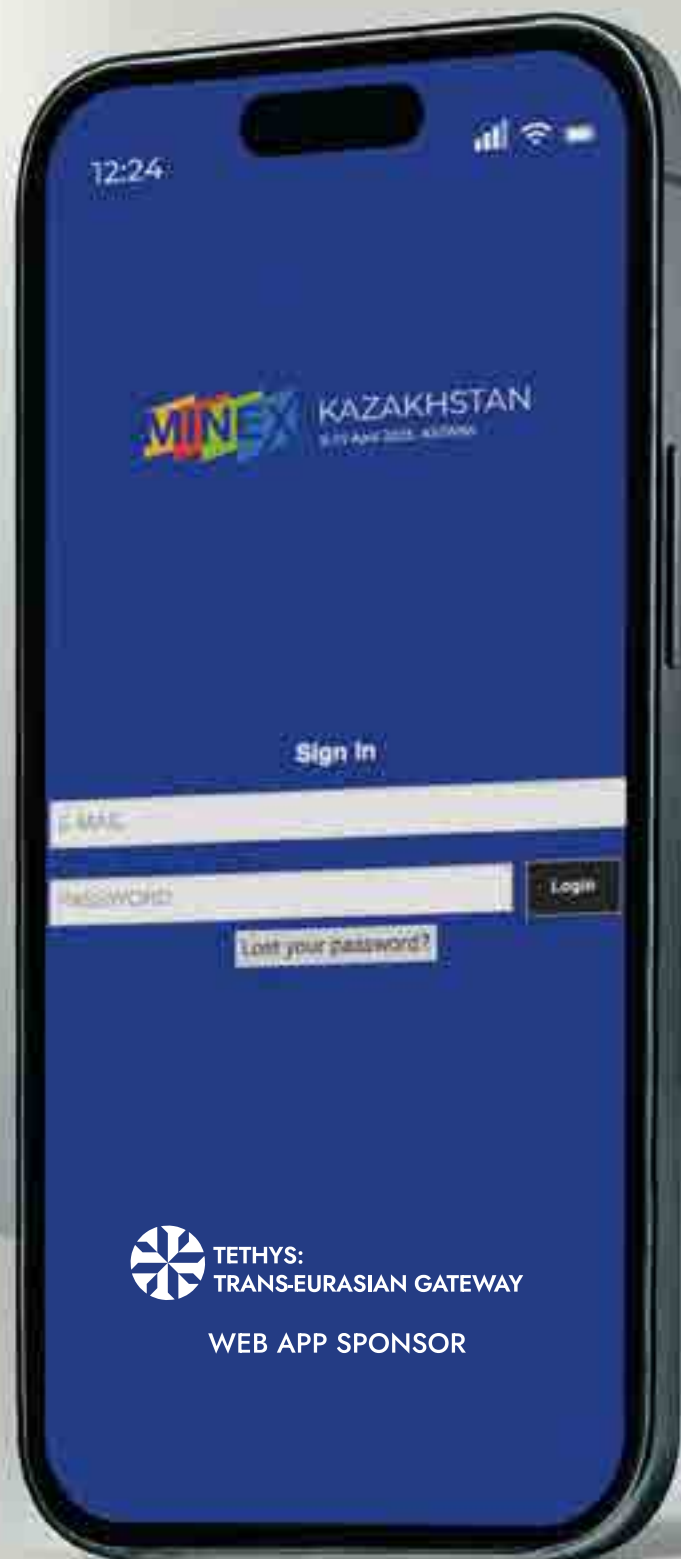 12:24
MINEX
KAZAKHSTAN
Sign In
E-MAIL
PASSWORD
Login
Lost your password?
TETHYS:
TRANS-EURASIAN GATEWAY
WEB APP SPONSOR